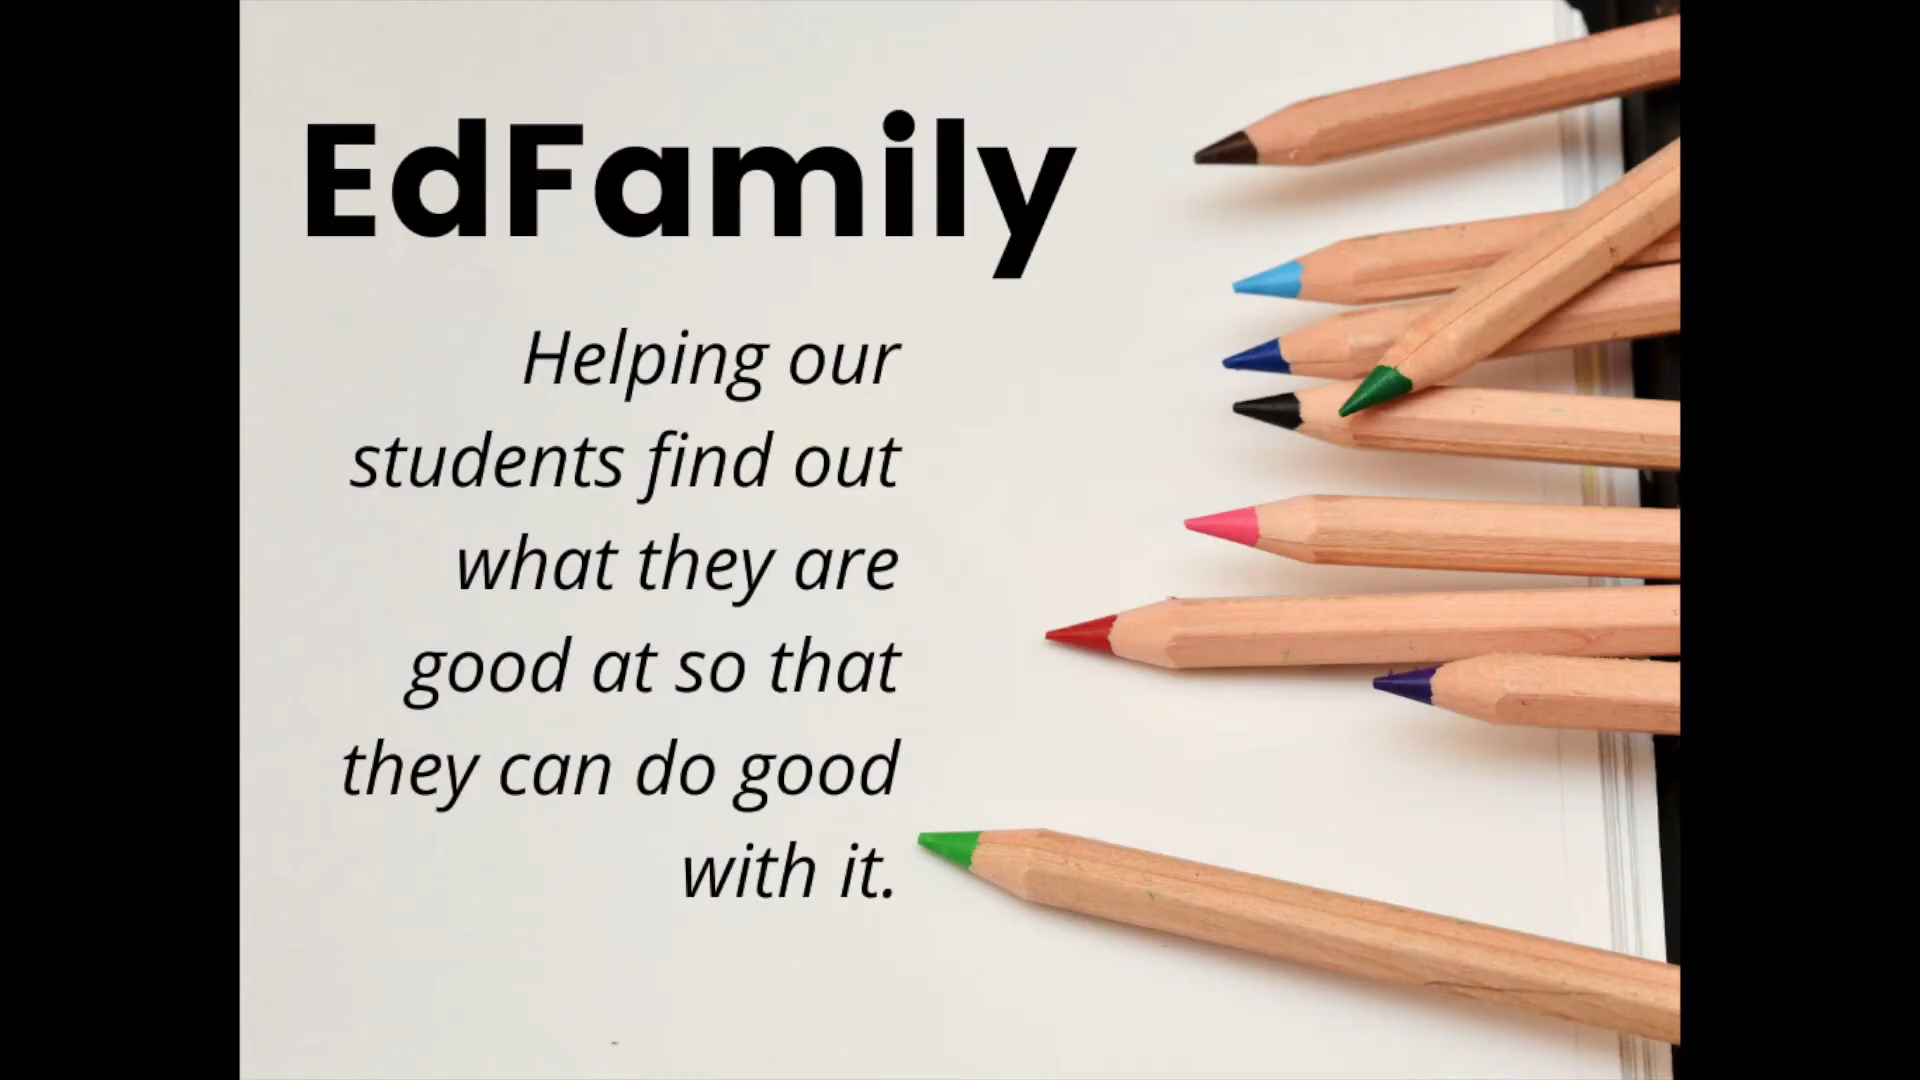 EdFamily
Helping our
students find out
what they are
good at so that
they can do good
with it.